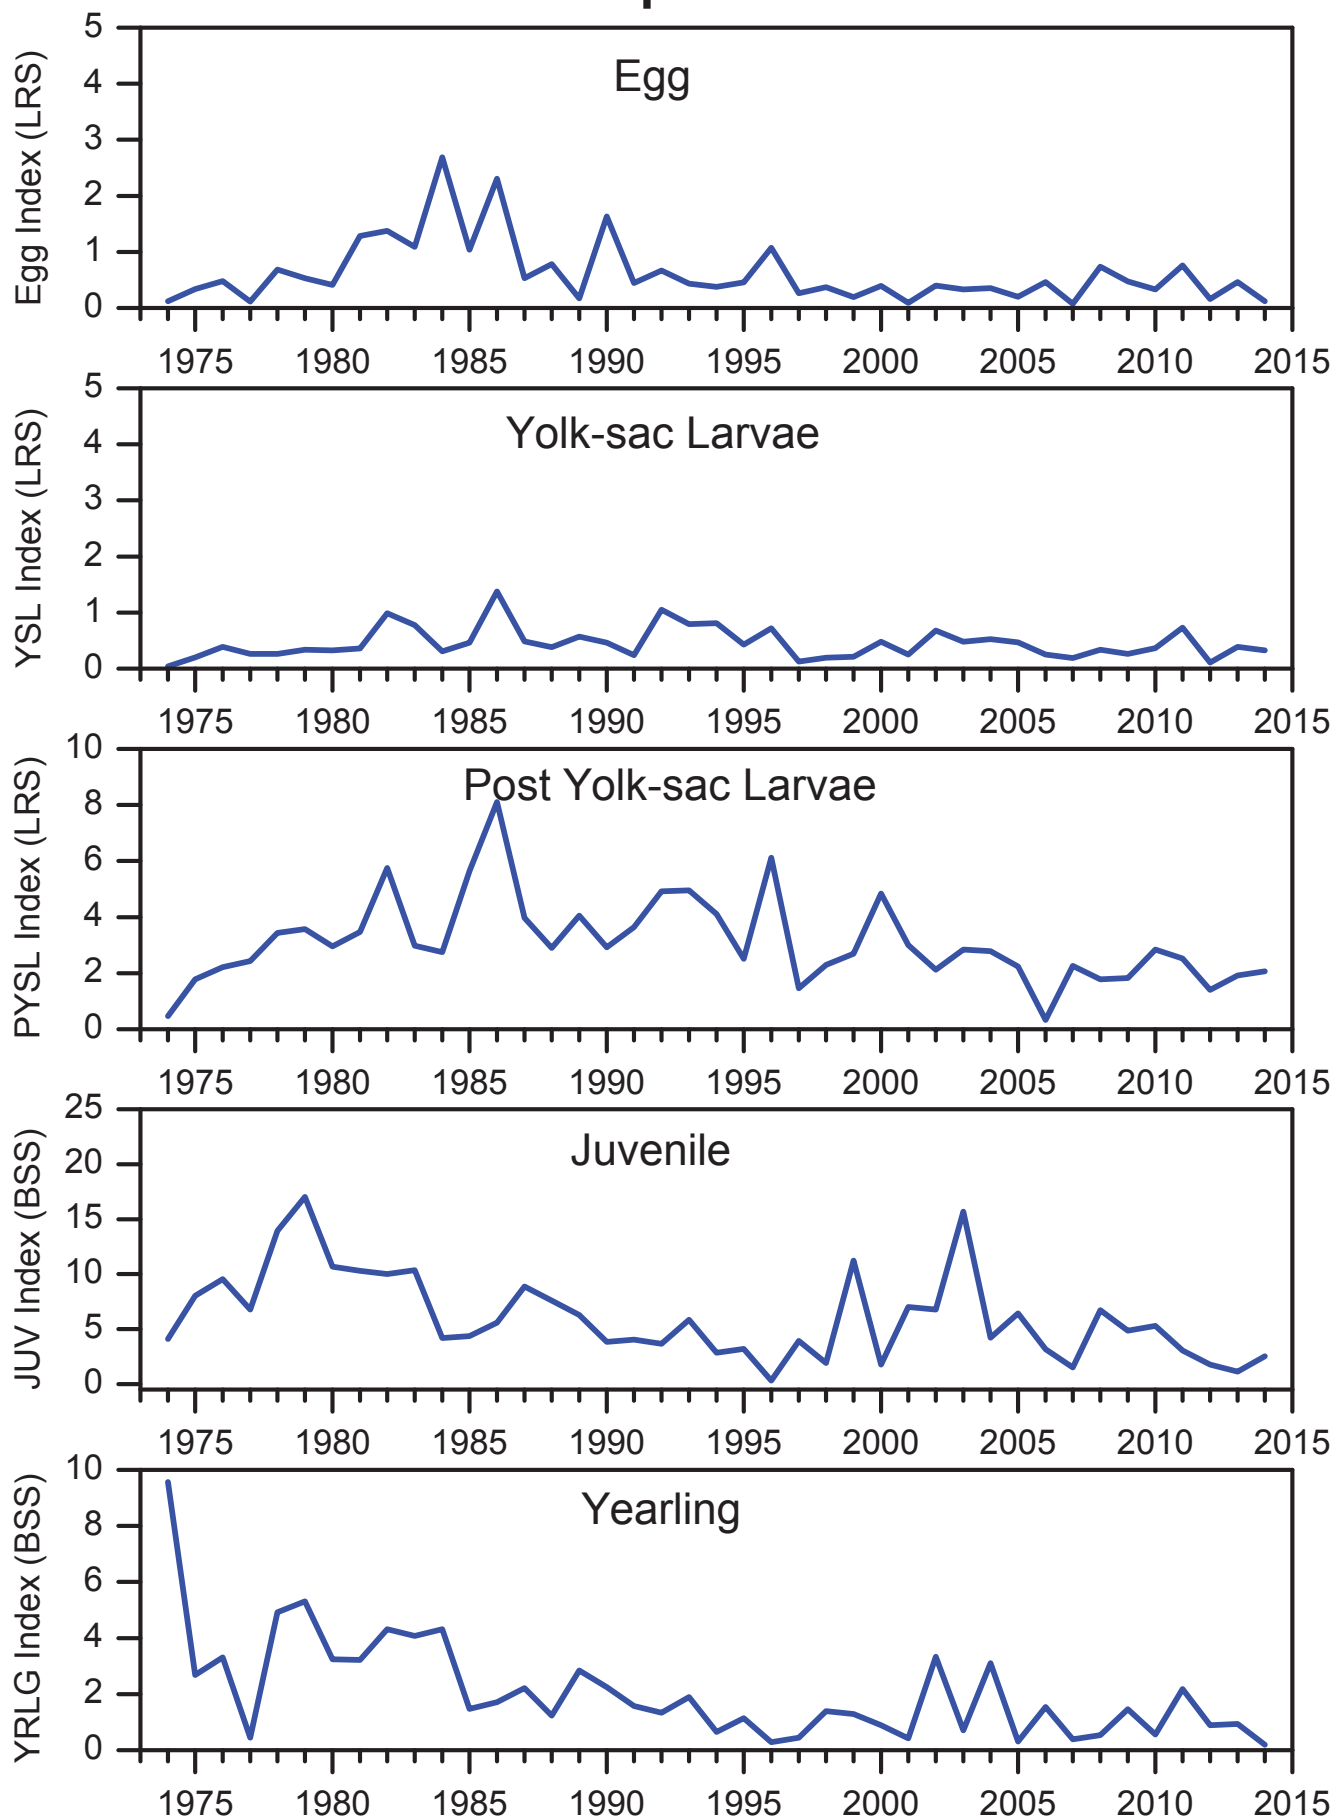 Egg
Egg Index (LRS)
5
4
3
2
1
0
1975 1980 1985 1990 1995 2000 2005 2010 2015
Yolk-sac Larvae
YSL Index (LRS)
5
4
3
2
1
0
1975 1980 1985 1990 1995 2000 2005 2010 2015
Post Yolk-sac Larvae
PYSL Index (LRS)
10
8
6
4
2
0
1975 1980 1985 1990 1995 2000 2005 2010 2015
Juvenile
JUV Index (BSS)
25
20
15
10
5
0
1975 1980 1985 1990 1995 2000 2005 2010 2015
Yearling
YRLG Index (BSS)
10
8
6
4
2
0
1975 1980 1985 1990 1995 2000 2005 2010 2015